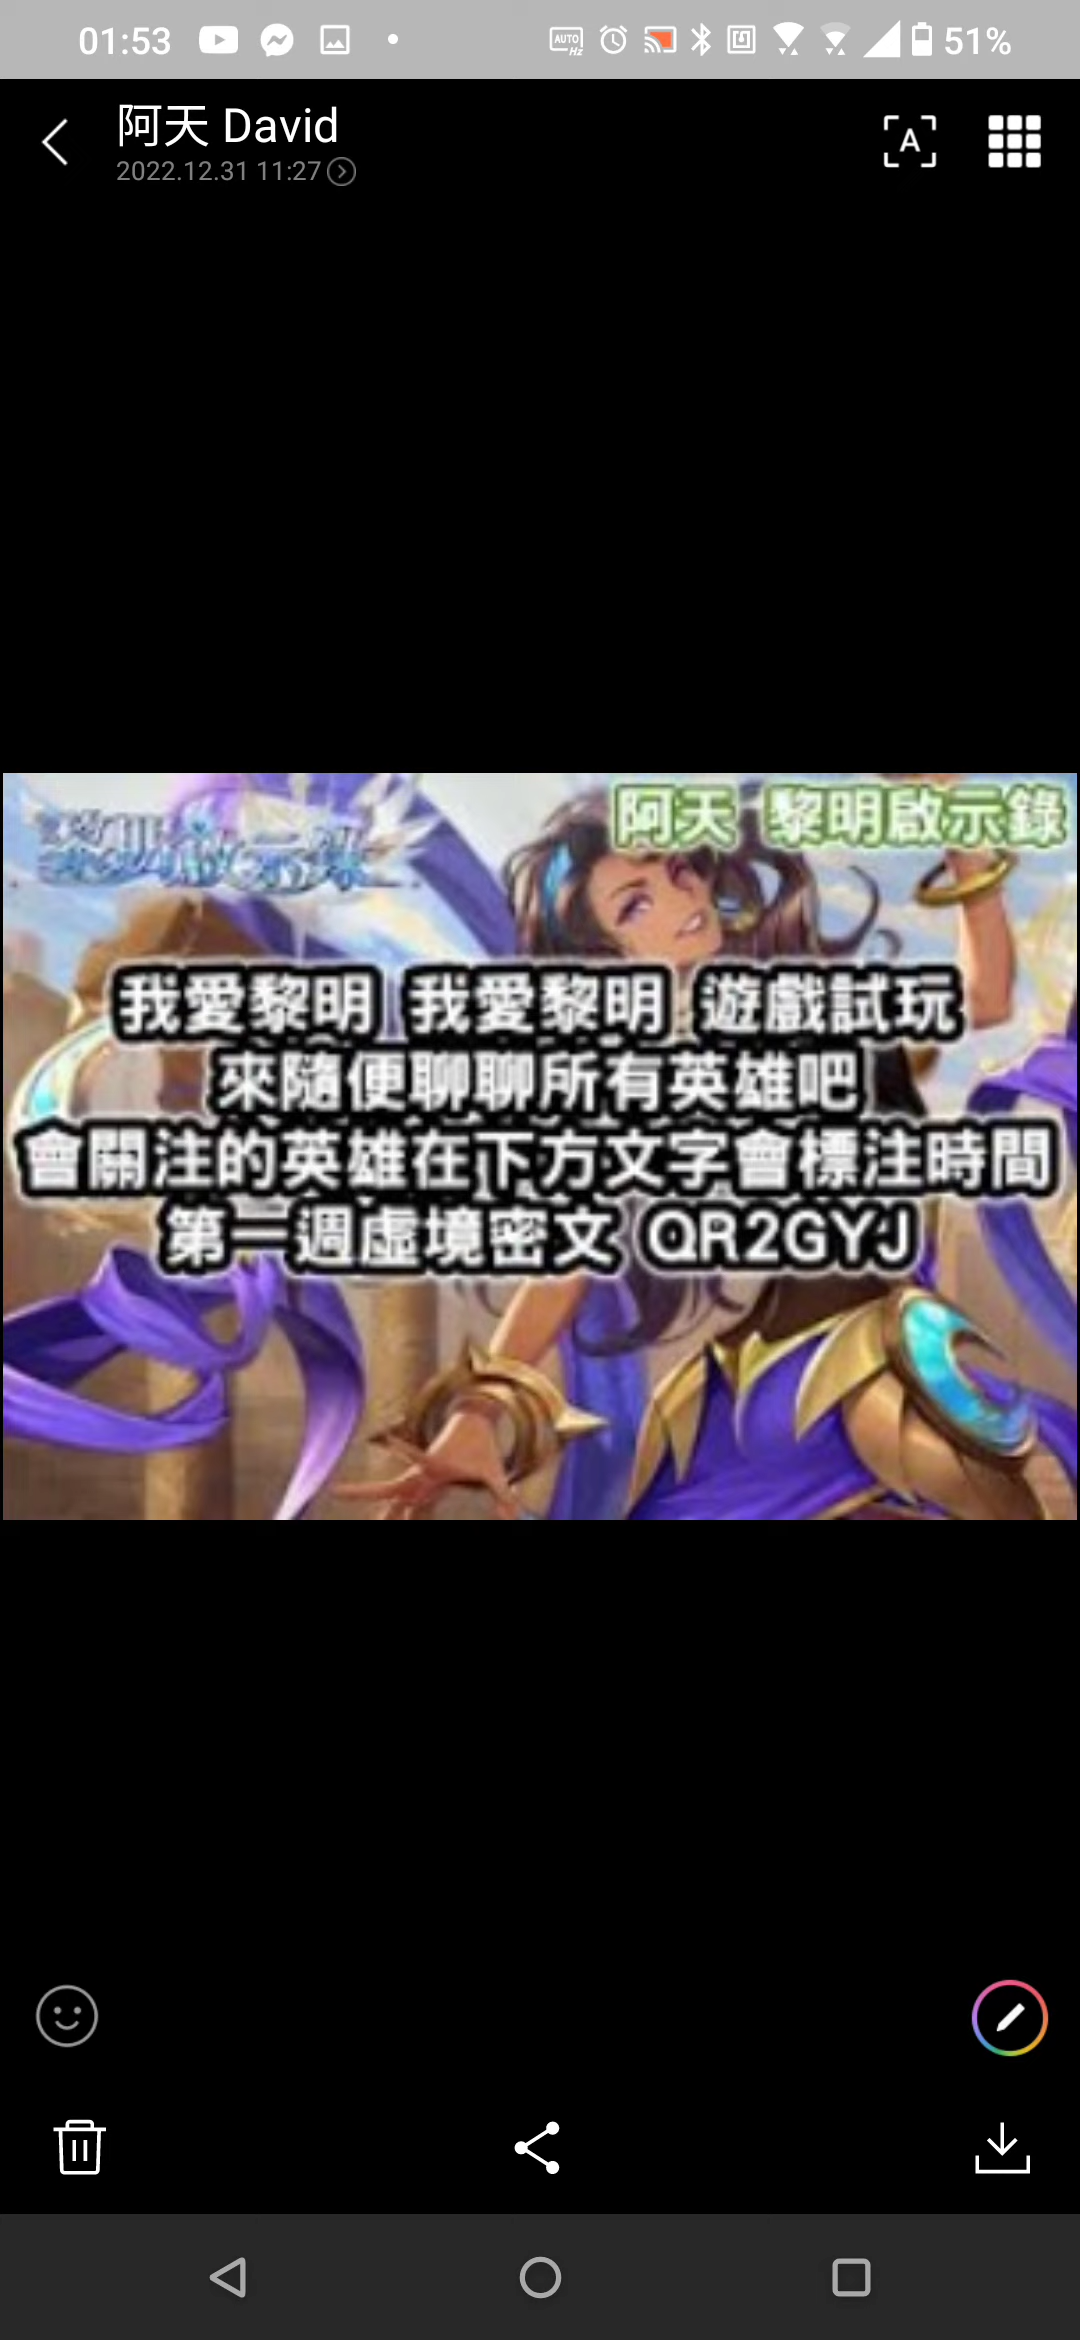 01:53
AUTO Hz
51%
阿天 David
2022.12.31 11:27
A
阿天 黎明啟示錄
我愛黎明 我愛黎明 遊戲試玩
來隨便聊聊所有英雄吧
會關注的英雄在下方文字會標注時間
第一週虛境密文 QR2GYJ